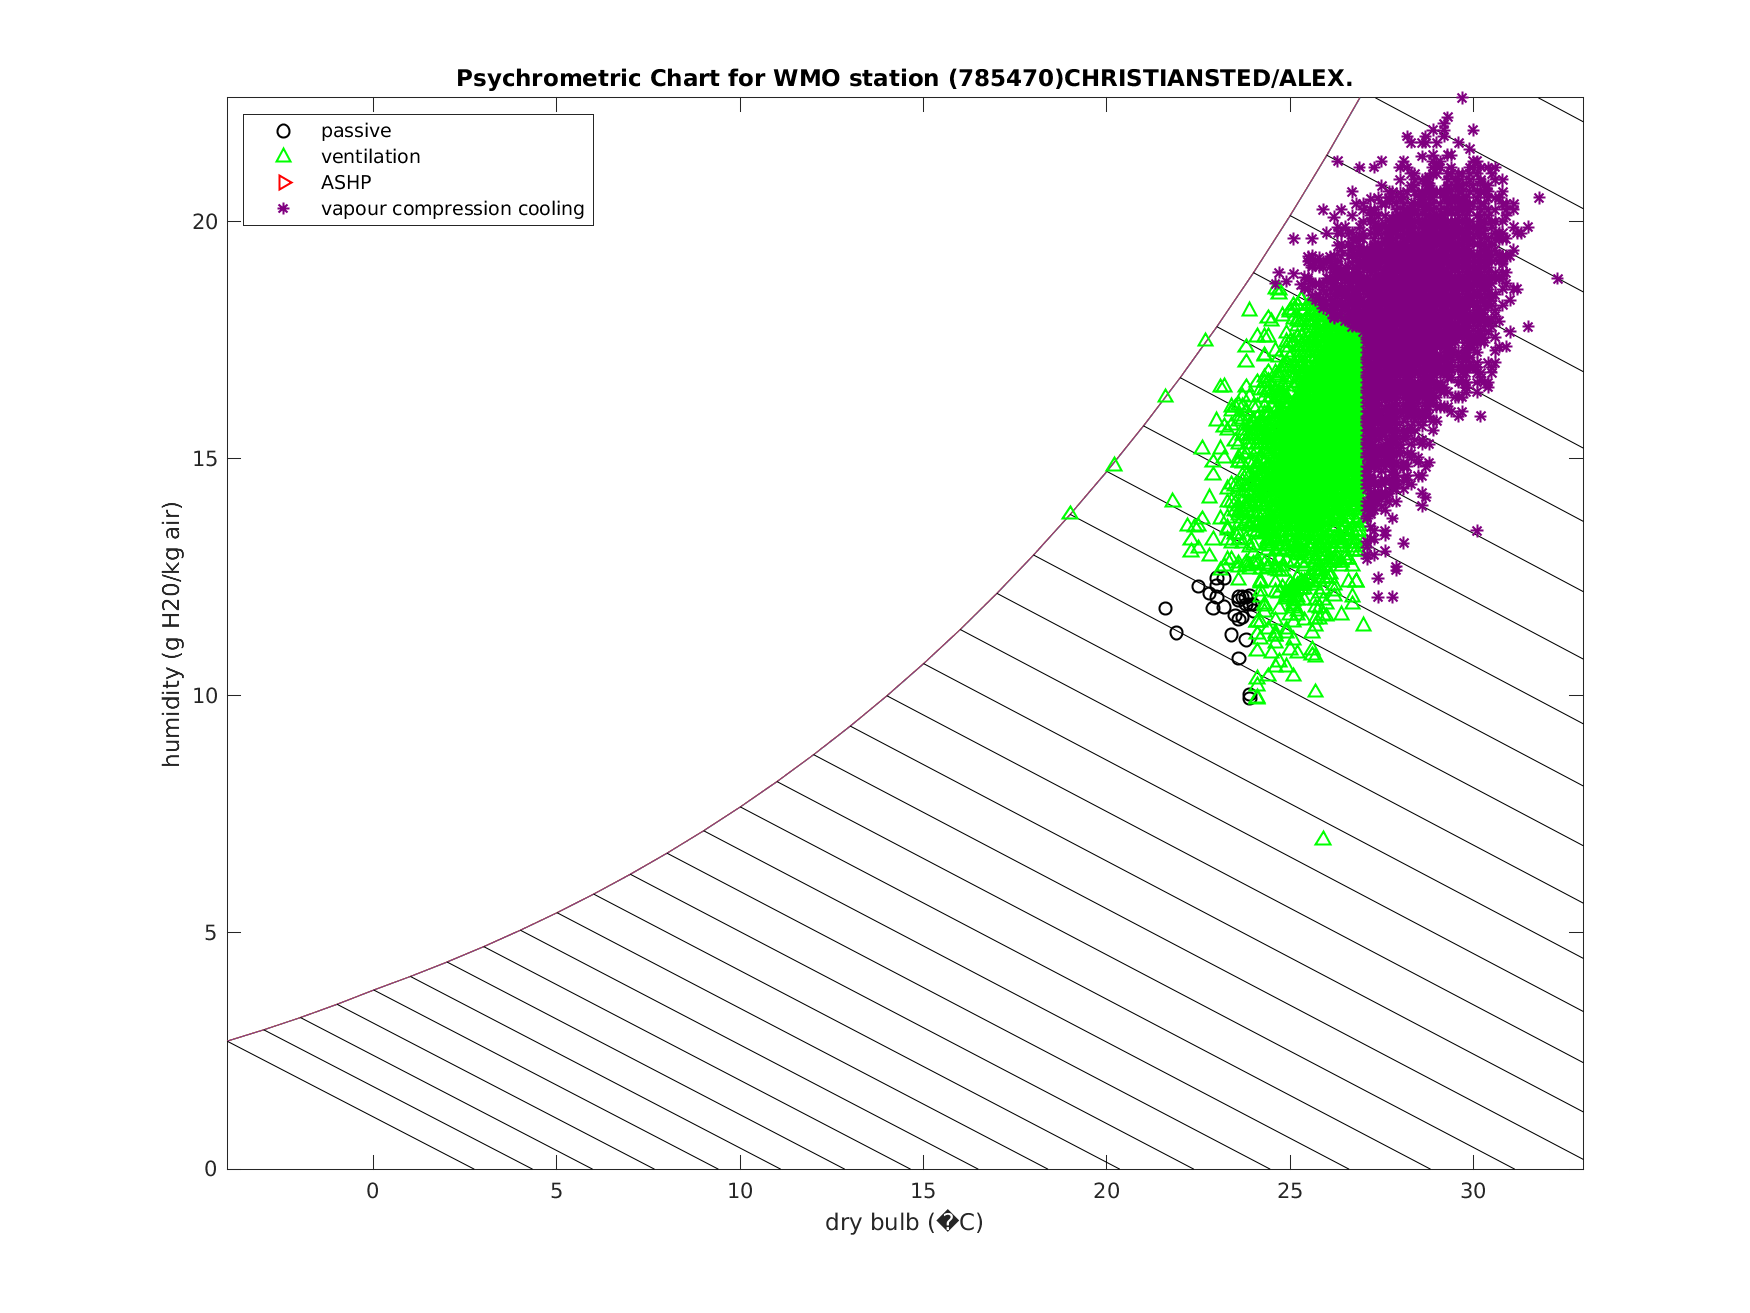 Psychrometric Chart for WMO station (785470)CHRISTIANSTED/ALEX.
passive
ventilation
ASHP
vapour compression cooling
humidity (g H20/kg air)
20
15
10
5
0
0 5 10 15 20 25 30
dry bulb (�C)